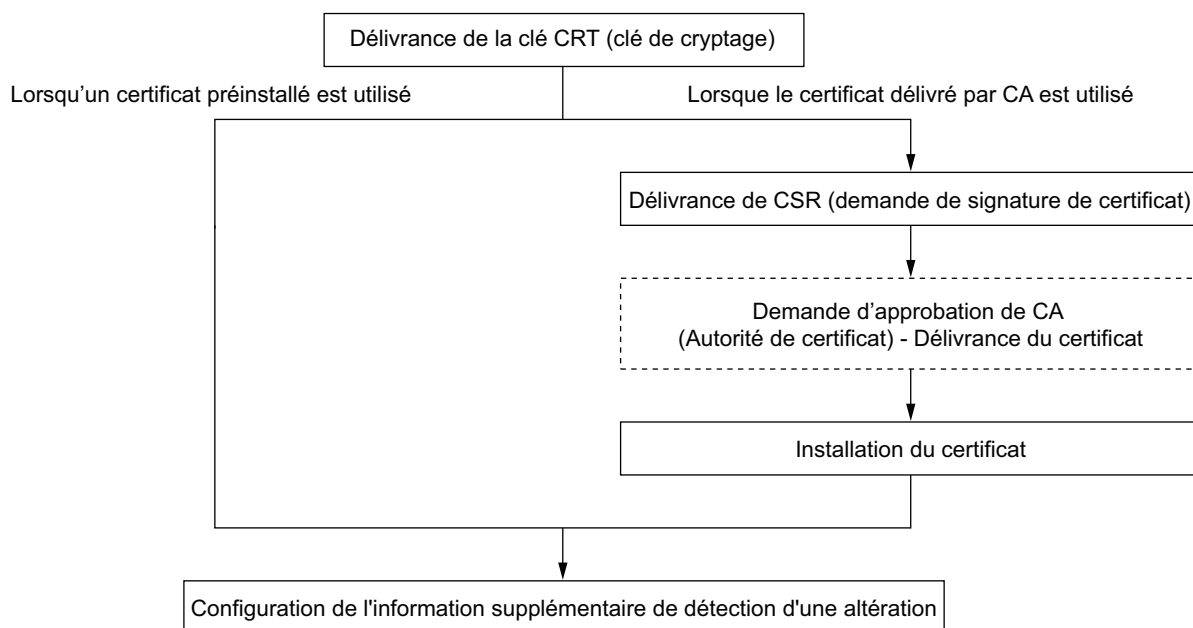 Délivrance de la clé CRT (clé de cryptage)
Lorsqu’un certificat préinstallé est utilisé
Lorsque le certificat délivré par CA est utilisé
Délivrance de CSR (demande de signature de certificat)
Demande d’approbation de CA
(Autorité de certificat) - Délivrance du certificat
Installation du certificat
Configuration de l'information supplémentaire de détection d'une altération